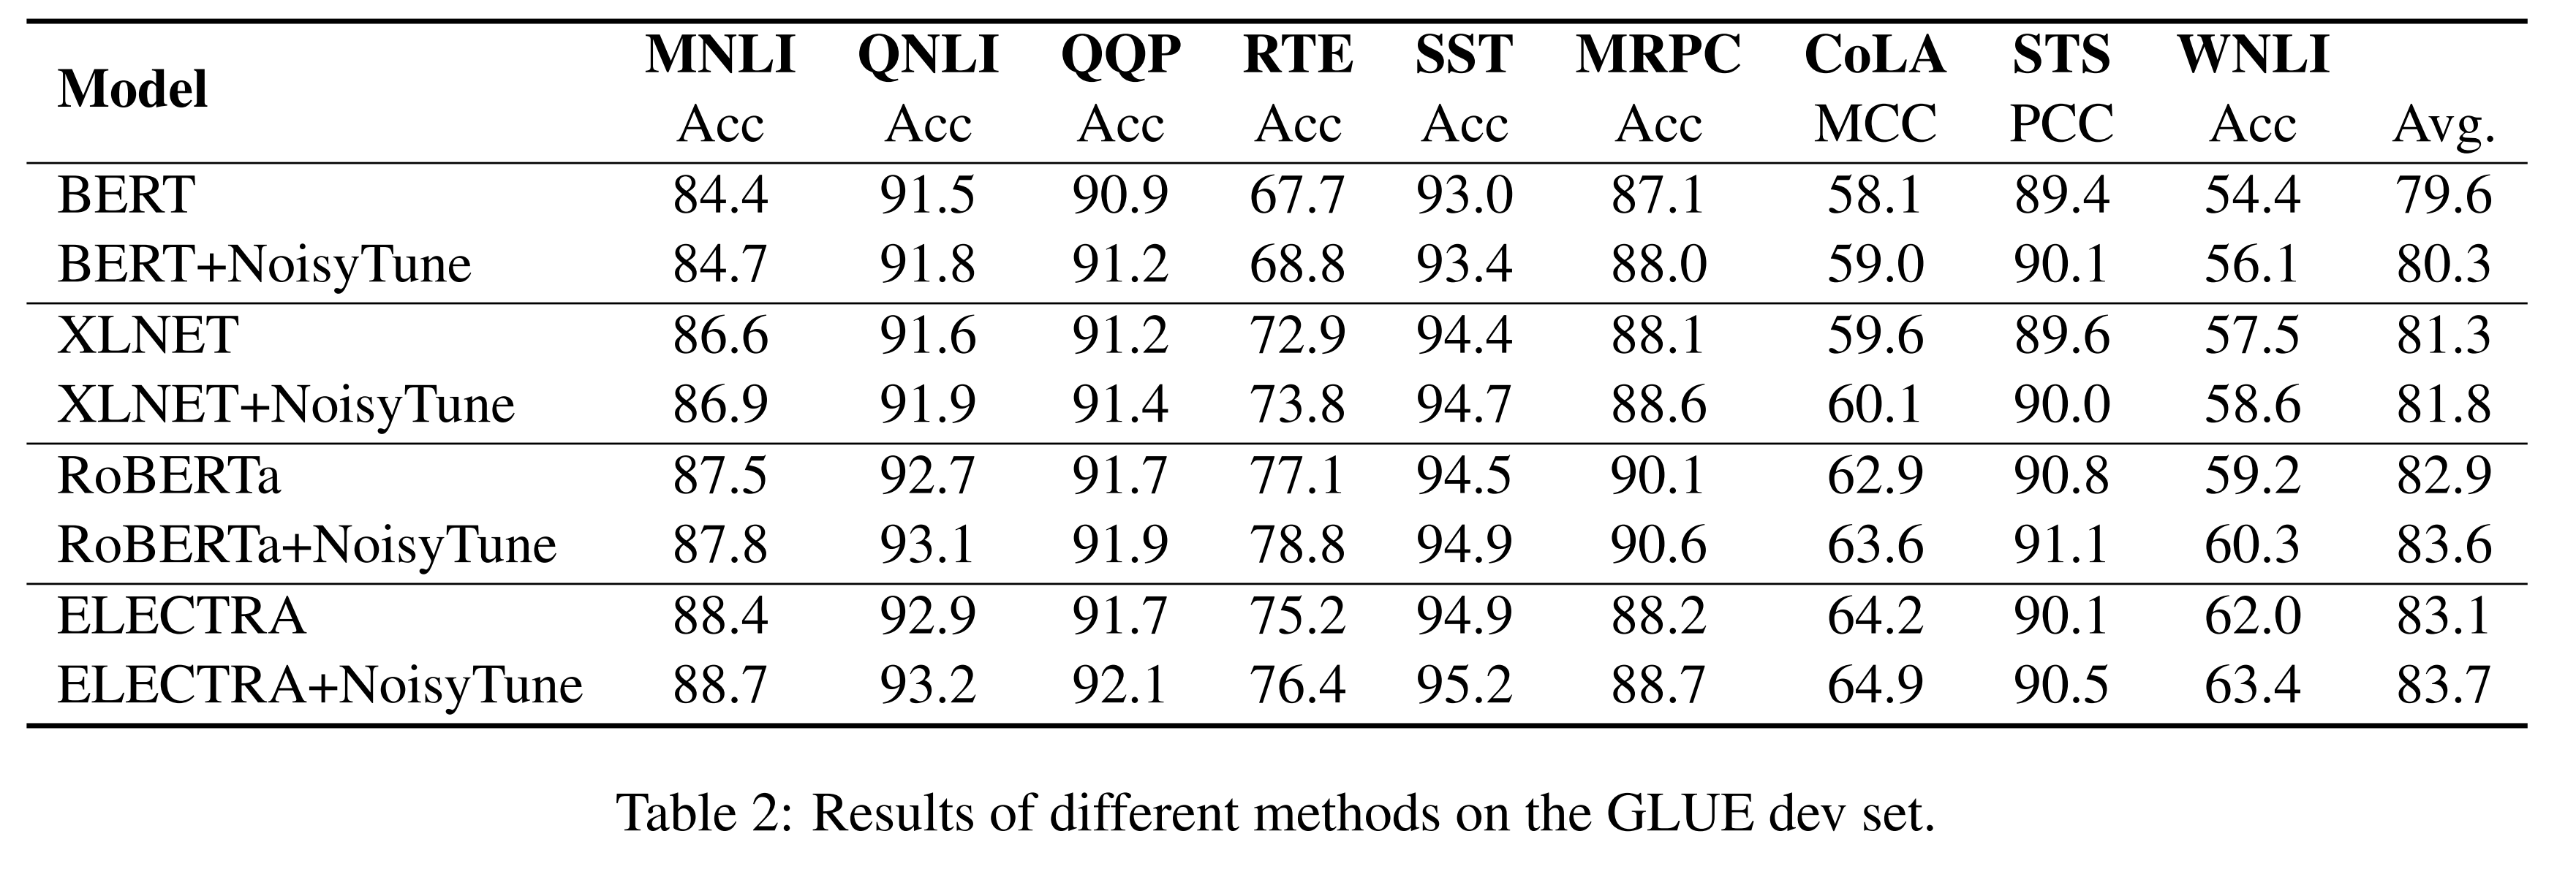 Model MNLI QNLI QQP RTE SST MRPC CoLA STS WNLI
Acc Acc Acc Acc Acc Acc MCC PCC Acc Avg.
BERT 84.4 91.5 90.9 67.7 93.0 87.1 58.1 89.4 54.4 79.6
BERT+NoisyTune 84.7 91.8 91.2 68.8 93.4 88.0 59.0 90.1 56.1 80.3
XLNET 86.6 91.6 91.2 72.9 94.4 88.1 59.6 89.6 57.5 81.3
XLNET+NoisyTune 86.9 91.9 91.4 73.8 94.7 88.6 60.1 90.0 58.6 81.8
RoBERTa 87.5 92.7 91.7 77.1 94.5 90.1 62.9 90.8 59.2 82.9
RoBERTa+NoisyTune 87.8 93.1 91.9 78.8 94.9 90.6 63.6 91.1 60.3 83.6
ELECTRA 88.4 92.9 91.7 75.2 94.9 88.2 64.2 90.1 62.0 83.1
ELECTRA+NoisyTune 88.7 93.2 92.1 76.4 95.2 88.7 64.9 90.5 63.4 83.7
Table 2: Results of different methods on the GLUE dev set.